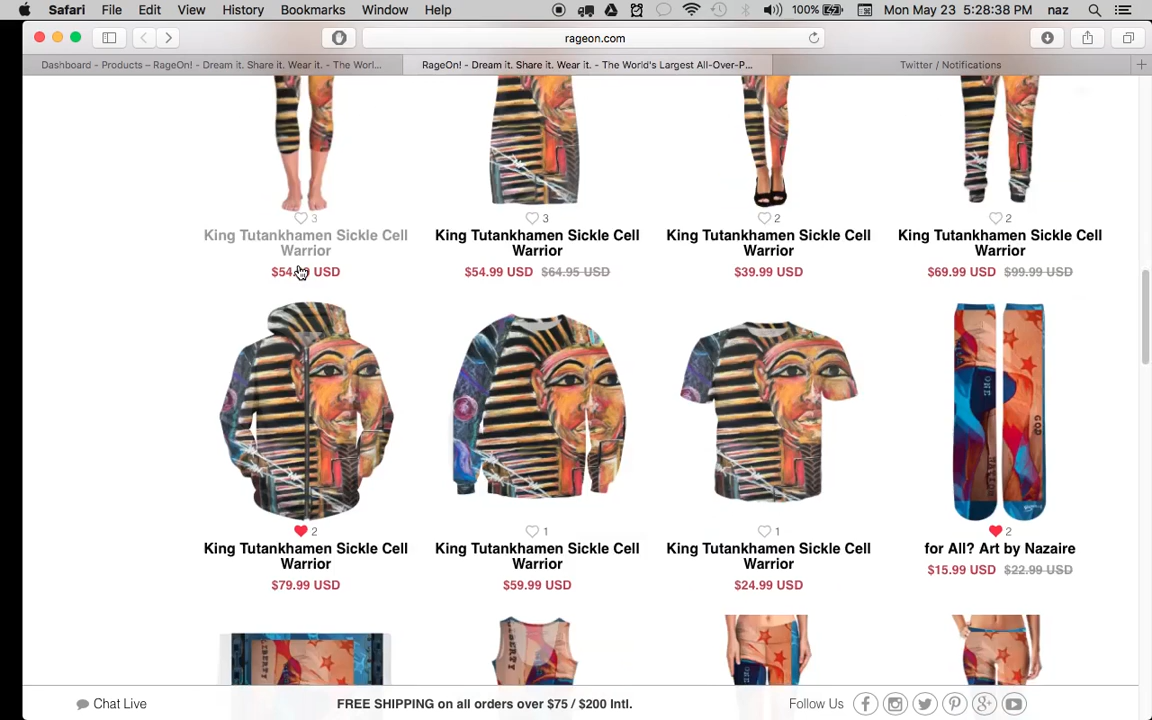 Safari File Edit View History Bookmarks Window Help 100% Mon May 23 5:28:38 PM naz
rageon.com
Dashboard - Products – RageOn! - Dream it. Share it. Wear it. - The Worl...
RageOn! - Dream it. Share it. Wear it. - The World's Largest All-Over-P...
Twitter / Notifications
3
3
2
2
King Tutankhamen Sickle Cell
Warrior
King Tutankhamen Sickle Cell
Warrior
King Tutankhamen Sickle Cell
Warrior
King Tutankhamen Sickle Cell
Warrior
USD
$54.99 USD $64.95 USD
$39.99 USD
$69.99 USD $99.99 USD
ONE
GOD
2
1
1
2
King Tutankhamen Sickle Cell
Warrior
King Tutankhamen Sickle Cell
Warrior
King Tutankhamen Sickle Cell
Warrior
for All? Art by Nazaire
$79.99 USD
$59.99 USD
$24.99 USD
$15.99 USD $22.99 USD
LIBERTY
Chat Live
FREE SHIPPING on all orders over $75 / $200 Intl.
Follow Us